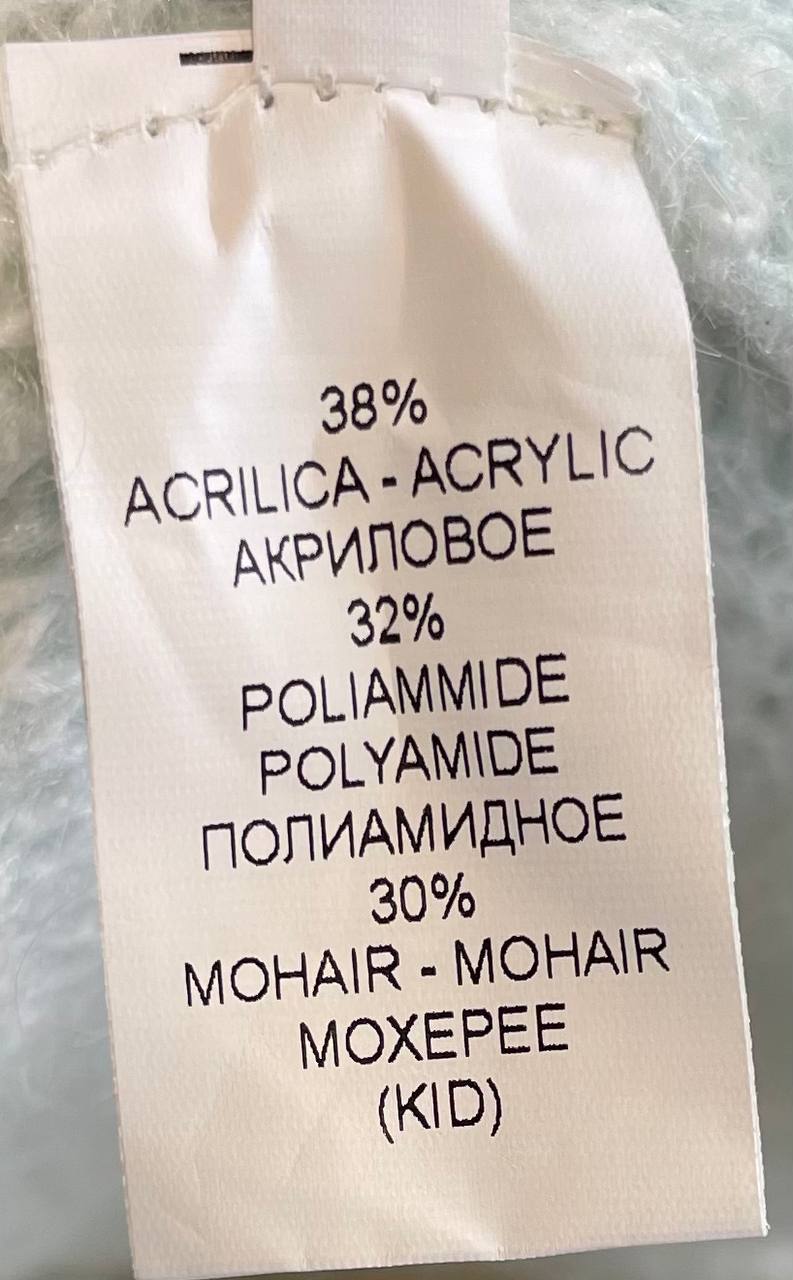 38%
ACRILICA - ACRYLIC
АКРИЛОВОЕ
32%
POLIAMMIDE
POLYAMIDE
ПОЛИАМИДНОЕ
30%
MOHAIR - MOHAIR
МОХЕРЕЕ
(KID)